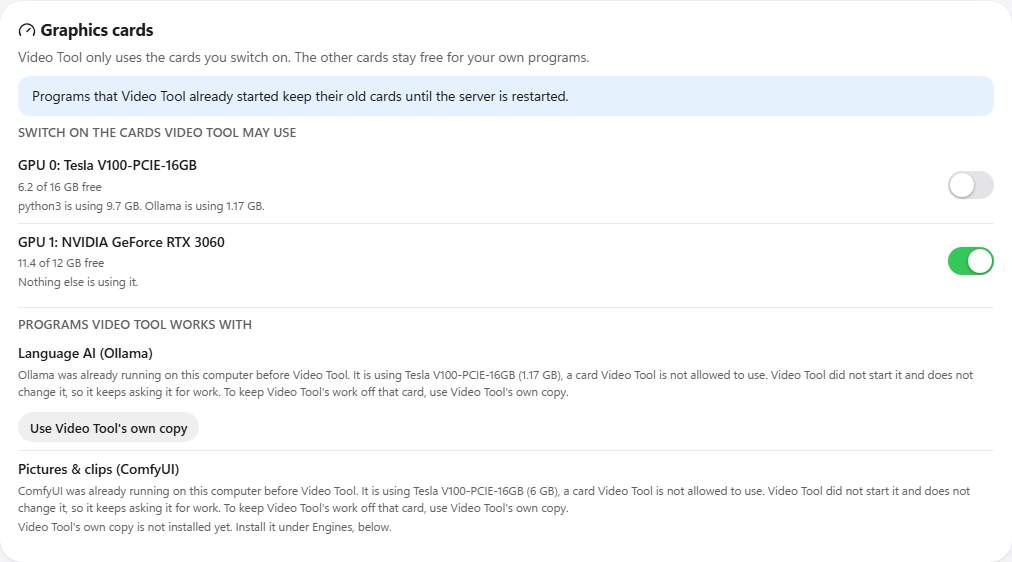 Graphics cards
Video Tool only uses the cards you switch on. The other cards stay free for your own programs.
Programs that Video Tool already started keep their old cards until the server is restarted.
SWITCH ON THE CARDS VIDEO TOOL MAY USE
GPU 0: Tesla V100-PCIE-16GB
6.2 of 16 GB free
python3 is using 9.7 GB. Ollama is using 1.17 GB.
GPU 1: NVIDIA GeForce RTX 3060
11.4 of 12 GB free
Nothing else is using it.
PROGRAMS VIDEO TOOL WORKS WITH
Language AI (Ollama)
Ollama was already running on this computer before Video Tool. It is using Tesla V100-PCIE-16GB (1.17 GB), a card Video Tool is not allowed to use. Video Tool did not start it and does not
change it, so it keeps asking it for work. To keep Video Tool's work off that card, use Video Tool's own copy.
Use Video Tool's own copy
Pictures & clips (ComfyUI)
ComfyUI was already running on this computer before Video Tool. It is using Tesla V100-PCIE-16GB (6 GB), a card Video Tool is not allowed to use. Video Tool did not start it and does not
change it, so it keeps asking it for work. To keep Video Tool's work off that card, use Video Tool's own copy.
Video Tool's own copy is not installed yet. Install it under Engines, below.